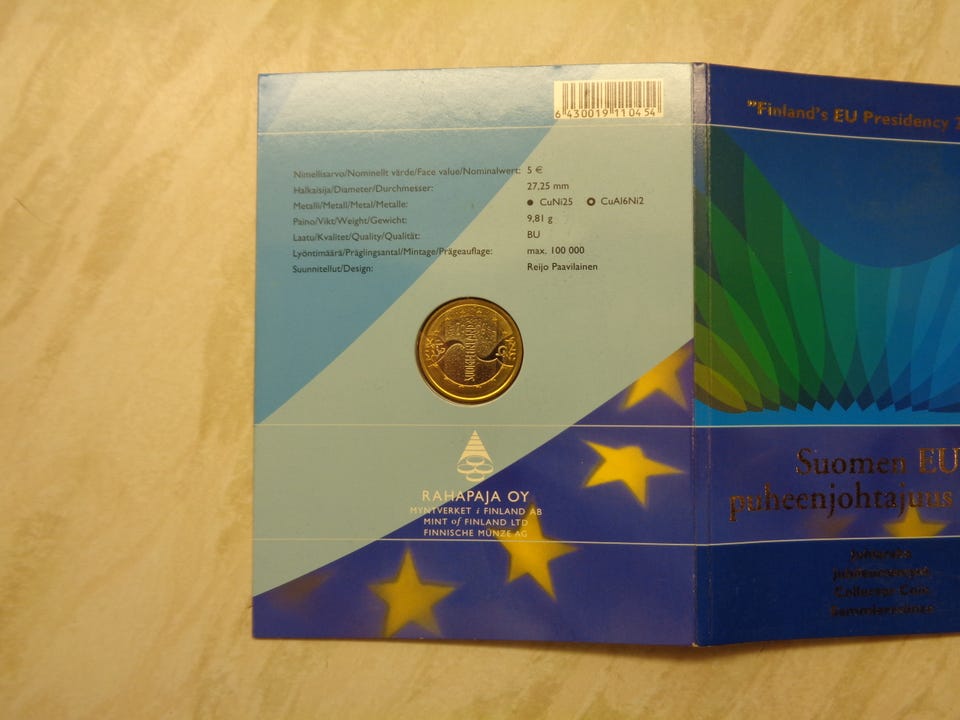 6 430019 110454
Nimellisarvo/Nominellt värde/Face value/Nominalwert: 5 €
Halkaisija/Diameter/Durchmesser: 27,25 mm
Metalli/Metall/Metal/Metalle: CuNi25 CuAl6Ni2
Paino/Vikt/Weight/Gewicht: 9,81 g
Laatu/Kvalitet/Quality/Qualität: BU
Lyöntimäärä/Präglingsantal/Mintage/Prägeauflage: max. 100 000
Suunnitellut/Design: Reijo Paavilainen
RAHAPAJA OY
MYNTVERKET i FINLAND AB
MINT of FINLAND LTD
FINNISCHE MÜNZE AG
"Finland's EU Presidency
Suomen EU
puheenjohtajuus
Juhlaraha
Collector Coin